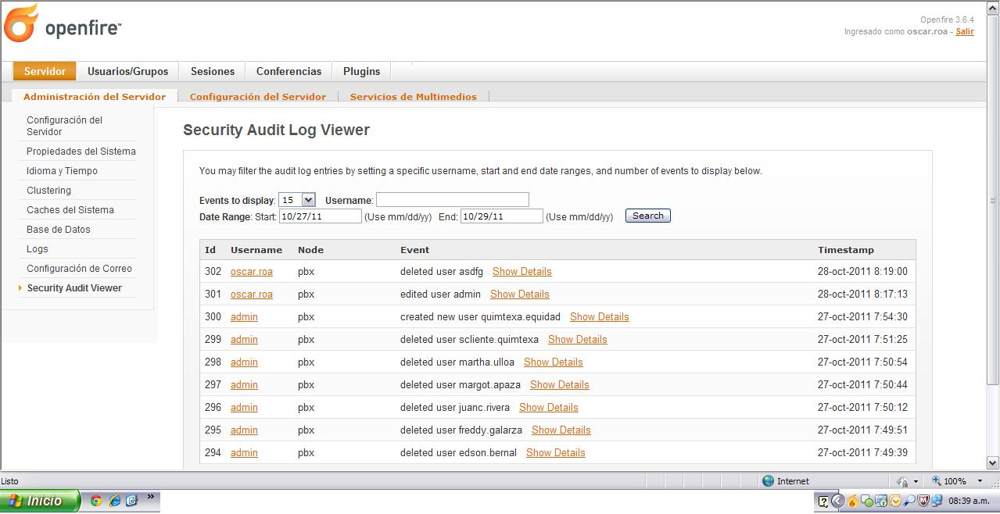 openfire™
Openfire 3.6.4
Ingresado como oscar.roa - Salir
Servidor Usuarios/Grupos Sesiones Conferencias Plugins
Administración del Servidor Configuración del Servidor Servicios de Multimedios
Configuración del
Servidor
Propiedades del Sistema
Idioma y Tiempo
Clustering
Caches del Sistema
Base de Datos
Logs
Configuración de Correo
Security Audit Viewer
Security Audit Log Viewer
You may filter the audit log entries by setting a specific username, start and end date ranges, and number of events to display below.
Events to display: 15 Username:
Date Range: Start: 10/27/11 (Use mm/dd/yy) End: 10/29/11 (Use mm/dd/yy) Search
Id Username Node Event Timestamp
302 oscar.roa pbx deleted user asdfg Show Details 28-oct-2011 8:19:00
301 oscar.roa pbx edited user admin Show Details 28-oct-2011 8:17:13
300 admin pbx created new user quimtexa.equidad Show Details 27-oct-2011 7:54:30
299 admin pbx deleted user scliente.quimtexa Show Details 27-oct-2011 7:51:25
298 admin pbx deleted user martha.ulloa Show Details 27-oct-2011 7:50:54
297 admin pbx deleted user margot.apaza Show Details 27-oct-2011 7:50:44
296 admin pbx deleted user juanc.rivera Show Details 27-oct-2011 7:50:12
295 admin pbx deleted user freddy.galarza Show Details 27-oct-2011 7:49:51
294 admin pbx deleted user edson.bernal Show Details 27-oct-2011 7:49:39
Listo Internet 100%
Inicio » 08:39 a.m.